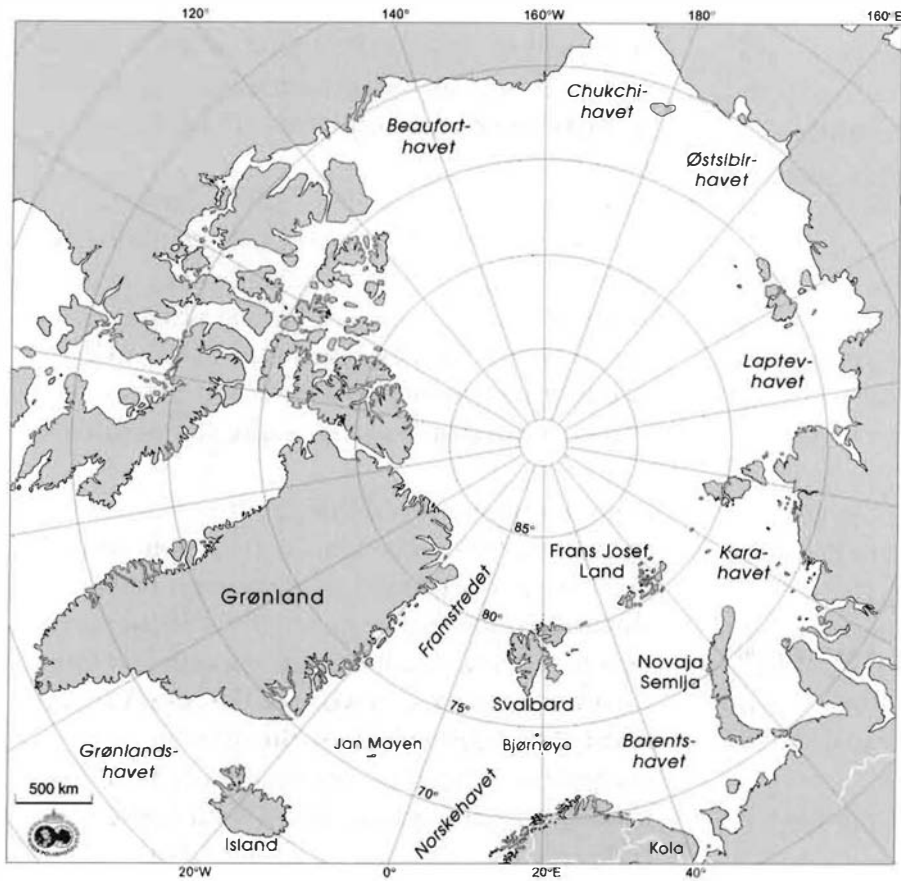 120°
140°
160°W
180°
160°E
Chukchi-
havet
Beaufort-
havet
Østsibir-
havet
Laptev-
havet
85°
Frans Josef
Land
Kara-
havet
Grønland
Framstredet
80°
Novaja
Semlja
Svalbard
75°
Grønlands-
havet
Jan Mayen
Bjørnøya
Barents-
havet
500 km
70°
Norskehavet
Island
Kola
20°W
0°
20°E
40°